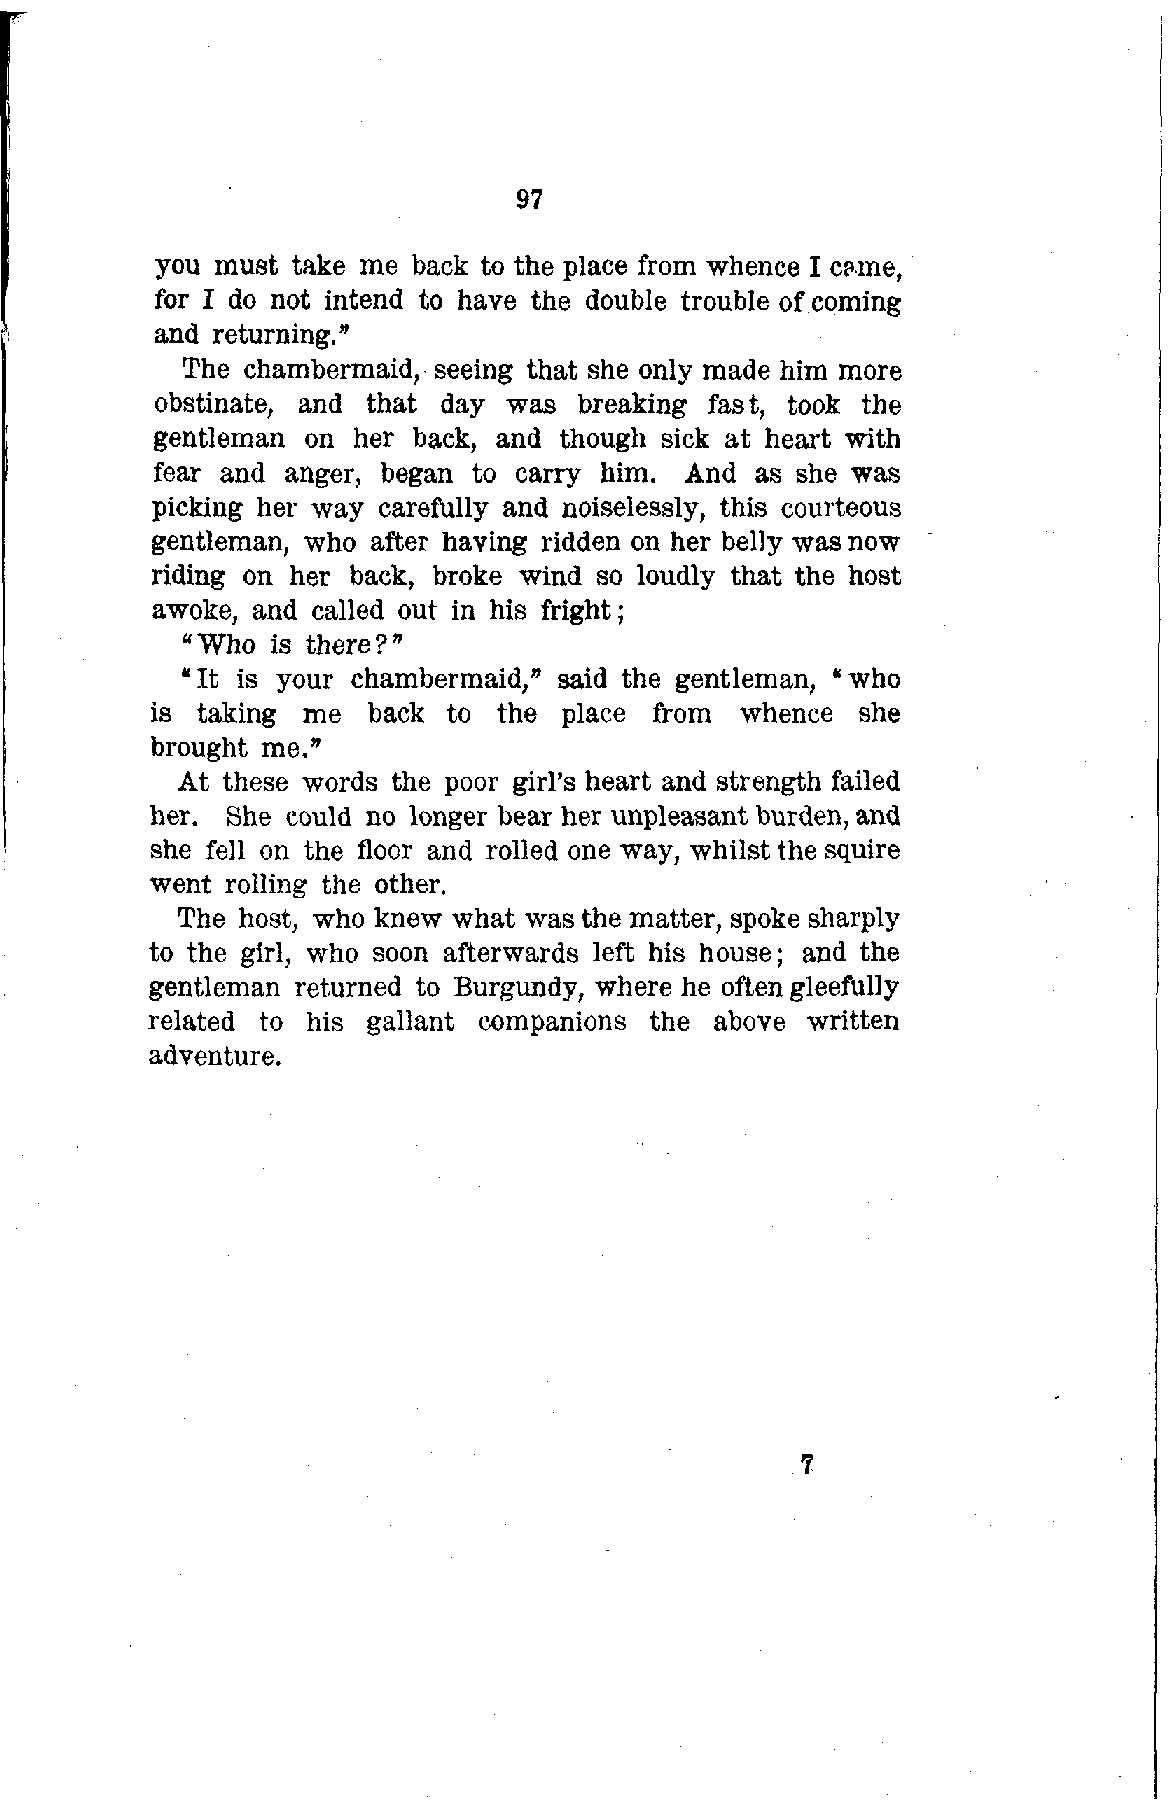 97
you must take me back to the place from whence I came,
for I do not intend to have the double trouble of coming
and returning."
The chambermaid, seeing that she only made him more
obstinate, and that day was breaking fast, took the
gentleman on her back, and though sick at heart with
fear and anger, began to carry him. And as she was
picking her way carefully and noiselessly, this courteous
gentleman, who after having ridden on her belly was now
riding on her back, broke wind so loudly that the host
awoke, and called out in his fright;
"Who is there?"
"It is your chambermaid," said the gentleman, "who
is taking me back to the place from whence she
brought me."
At these words the poor girl's heart and strength failed
her. She could no longer bear her unpleasant burden, and
she fell on the floor and rolled one way, whilst the squire
went rolling the other.
The host, who knew what was the matter, spoke sharply
to the girl, who soon afterwards left his house; and the
gentleman returned to Burgundy, where he often gleefully
related to his gallant companions the above written
adventure.
7